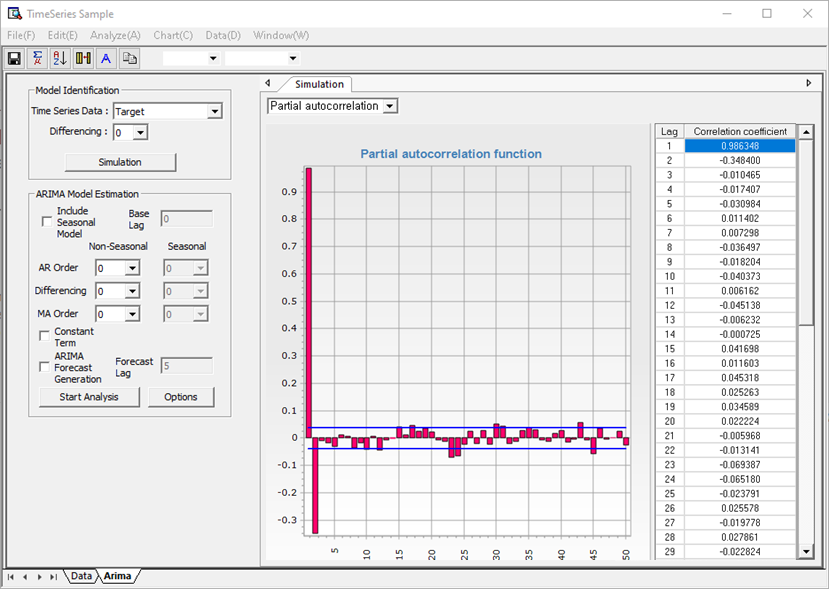 TimeSeries Sample
File(F) Edit(E) Analyze(A) Chart(C) Data(D) Window(W)
Model Identification
Time Series Data : Target
Differencing : 0
Simulation
ARIMA Model Estimation
Include Seasonal Model
Base Lag 0
Non-Seasonal Seasonal
AR Order 0 0
Differencing 0 0
MA Order 0 0
Constant Term
ARIMA Forecast Generation
Forecast Lag 5
Start Analysis Options
Simulation
Partial autocorrelation
Partial autocorrelation function
0.9
0.8
0.7
0.6
0.5
0.4
0.3
0.2
0.1
0
-0.1
-0.2
-0.3
5 10 15 20 25 30 35 40 45 50
Lag Correlation coefficient
1 0.986348
2 -0.348400
3 -0.010465
4 -0.017407
5 -0.030984
6 0.011402
7 0.007298
8 -0.036497
9 -0.018204
10 -0.040373
11 0.006162
12 -0.045138
13 -0.006232
14 -0.000725
15 0.041698
16 0.011603
17 0.045318
18 0.025263
19 0.034589
20 0.022224
21 -0.005968
22 -0.013141
23 -0.069387
24 -0.065180
25 -0.023791
26 0.025578
27 -0.019778
28 0.027861
29 -0.022824
Data Arima